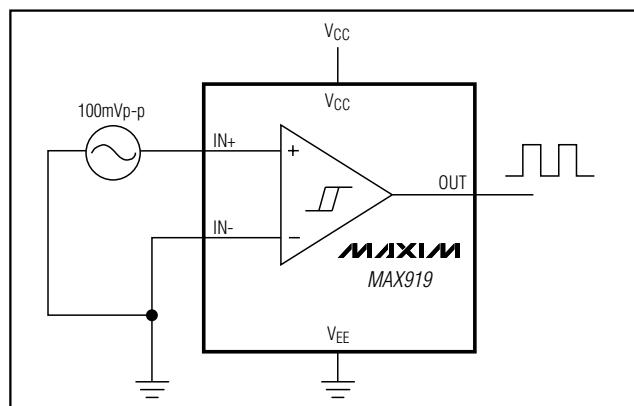 VCC
VCC
100mVp-p
IN+
+
OUT
IN-
−
MAXIM
MAX919
VEE